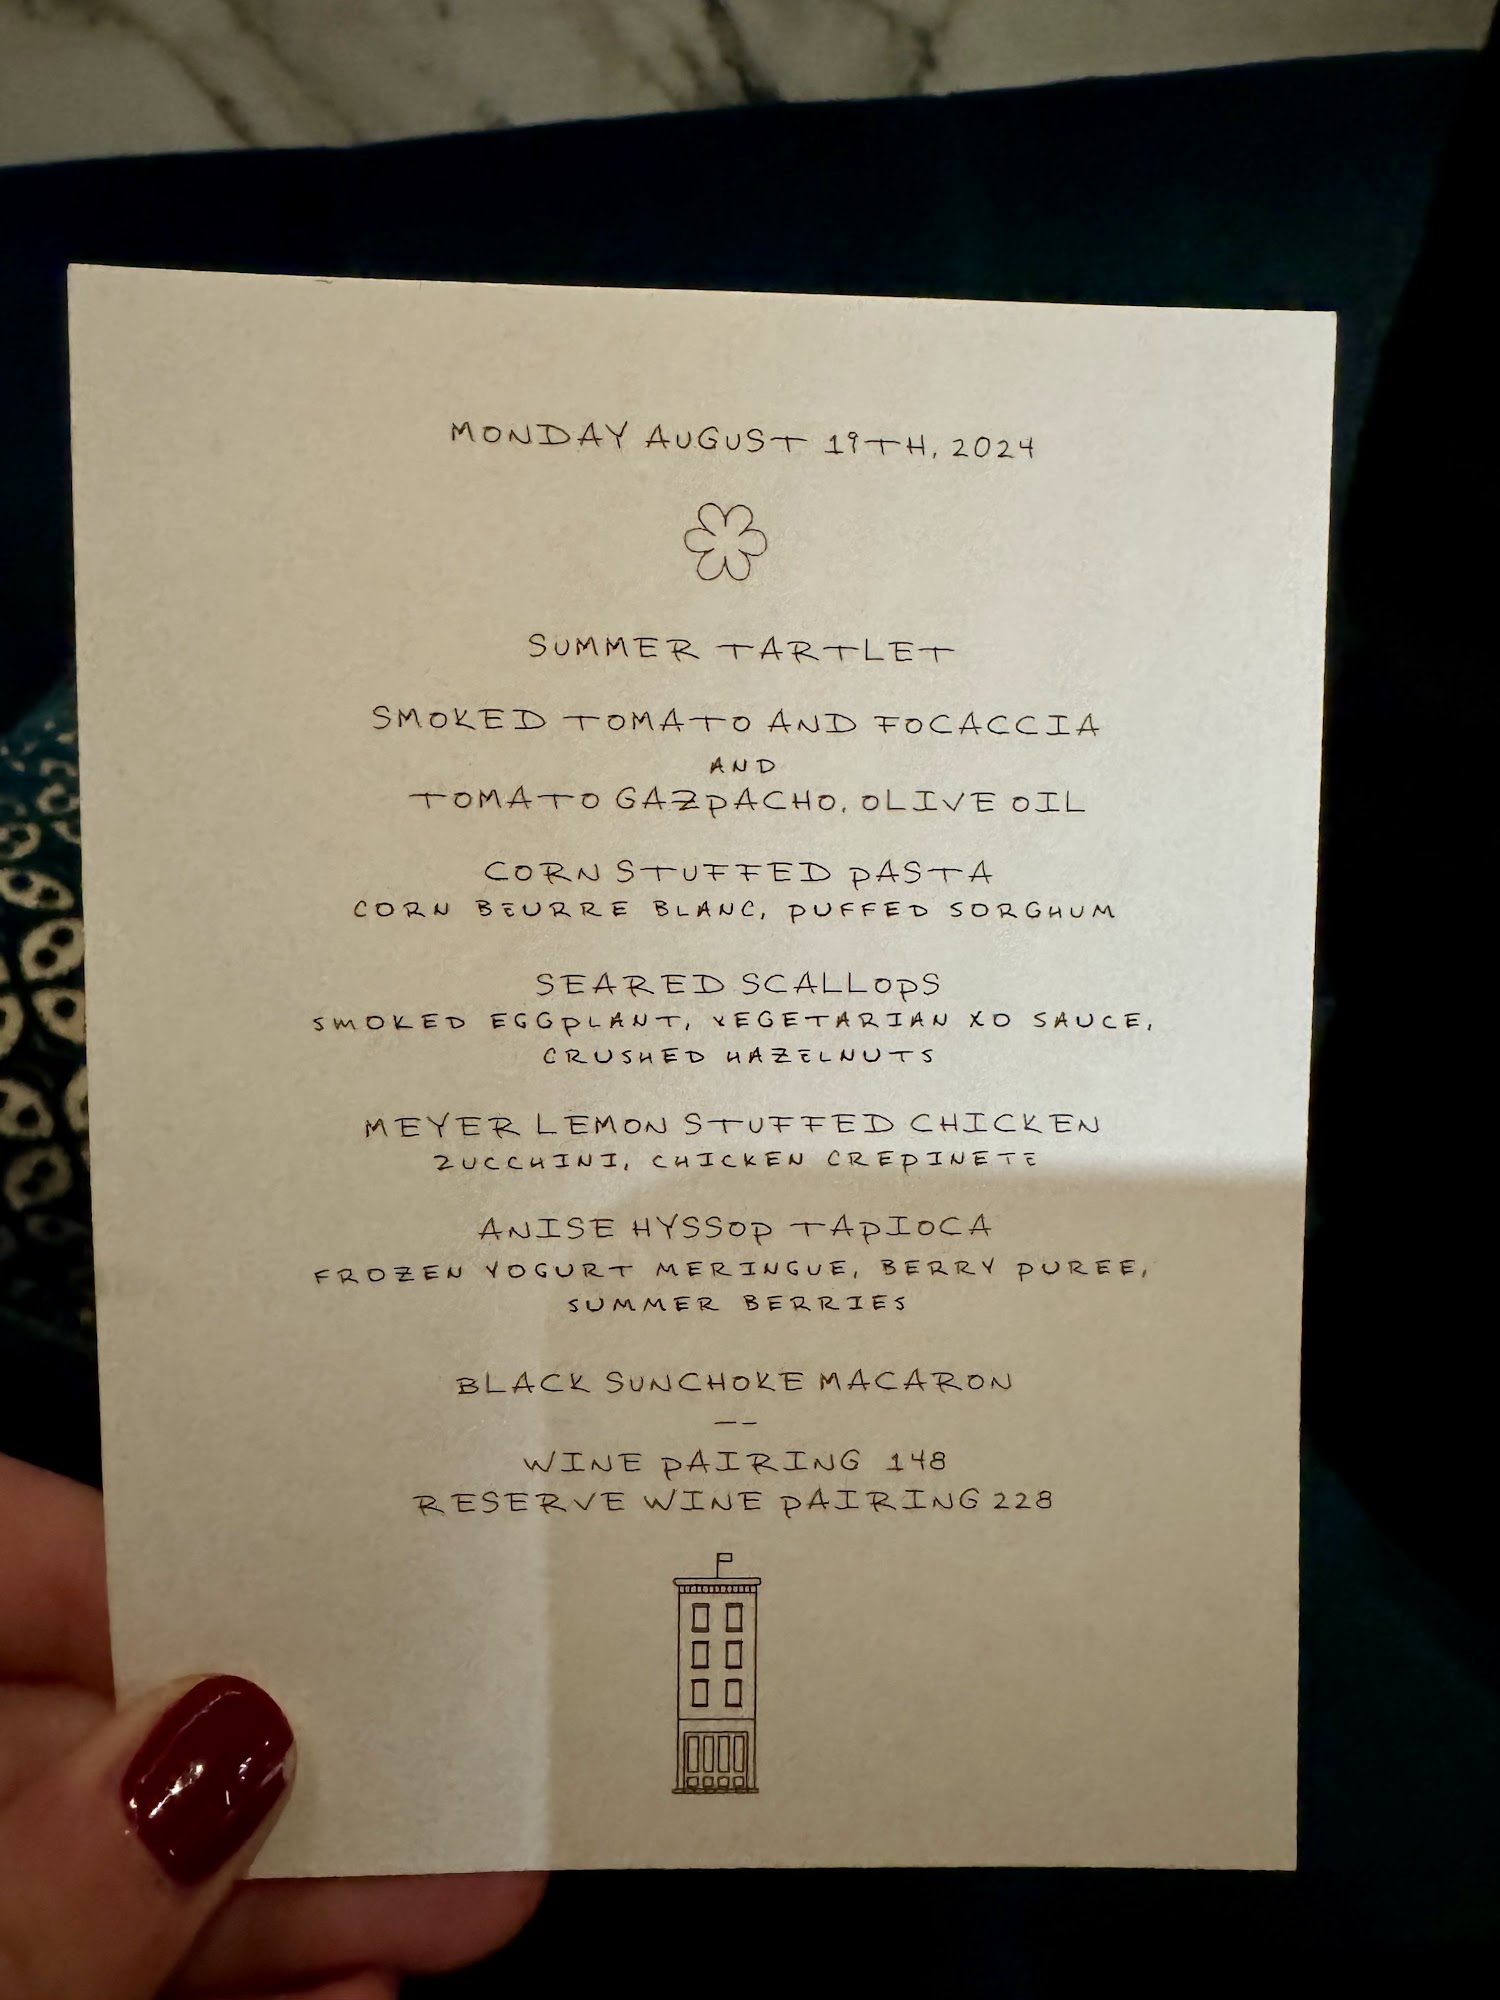 MONDAY AUGUST 19TH, 2024
SUMMER TARTLET
SMOKED TOMATO AND FOCACCIA
AND
TOMATO GAZPACHO, OLIVE OIL
CORN STUFFED PASTA
CORN BEURRE BLANC, PUFFED SORGHUM
SEARED SCALLOPS
SMOKED EGGPLANT, VEGETARIAN XO SAUCE,
CRUSHED HAZELNUTS
MEYER LEMON STUFFED CHICKEN
ZUCCHINI, CHICKEN CREPINETE
ANISE HYSSOP TAPIOCA
FROZEN YOGURT MERINGUE, BERRY PUREE,
SUMMER BERRIES
BLACK SUNCHOKE MACARON
--
WINE PAIRING 148
RESERVE WINE PAIRING 228